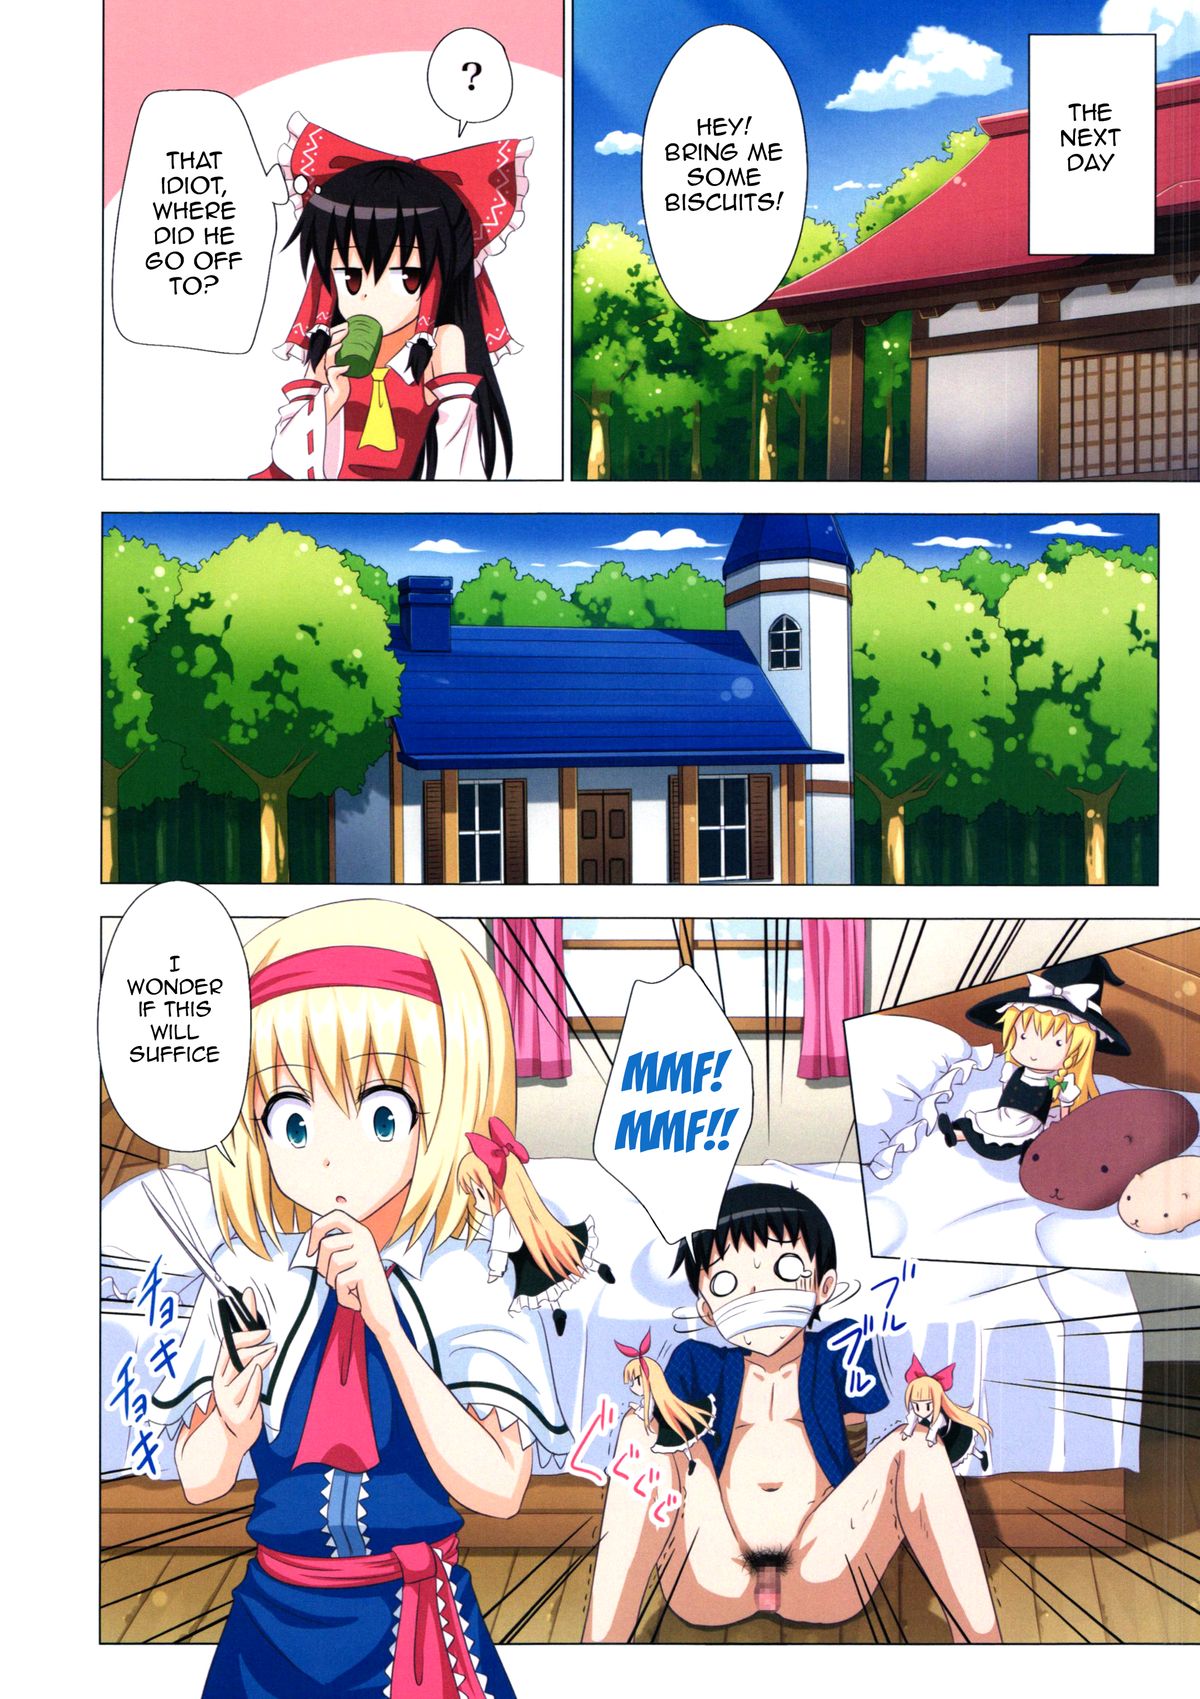 THE
NEXT
DAY
HEY!
BRING ME
SOME
BISCUITS!
?
THAT
IDIOT,
WHERE
DID HE
GO OFF
TO?
I
WONDER
IF THIS
WILL
SUFFICE
MMF!
MMF!!
チョキ
チョキ
ブル
ブル
ぐぐぐぐ